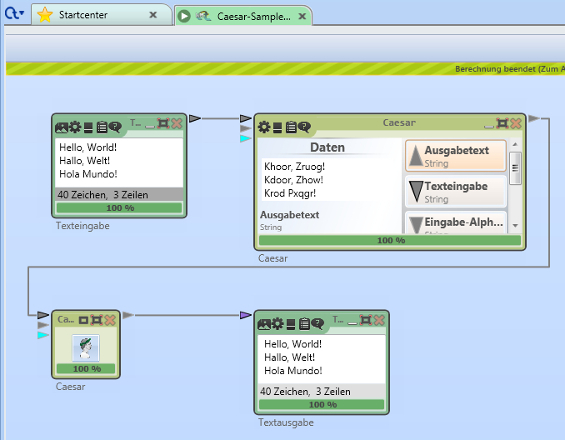 Startcenter
Caesar-Sample...
Berechnung beendet (Zum A
T...
Hello, World!
Hallo, Welt!
Hola Mundo!
40 Zeichen, 3 Zeilen
100 %
Texteingabe
Caesar
Daten
Khoor, Zruog!
Kdoor, Zhow!
Krod Pxqgr!
Ausgabetext
String
Ausgabetext
String
Texteingabe
String
Eingabe-Alph...
String
100 %
Caesar
Ca...
100 %
Caesar
T...
Hello, World!
Hallo, Welt!
Hola Mundo!
40 Zeichen, 3 Zeilen
100 %
Textausgabe